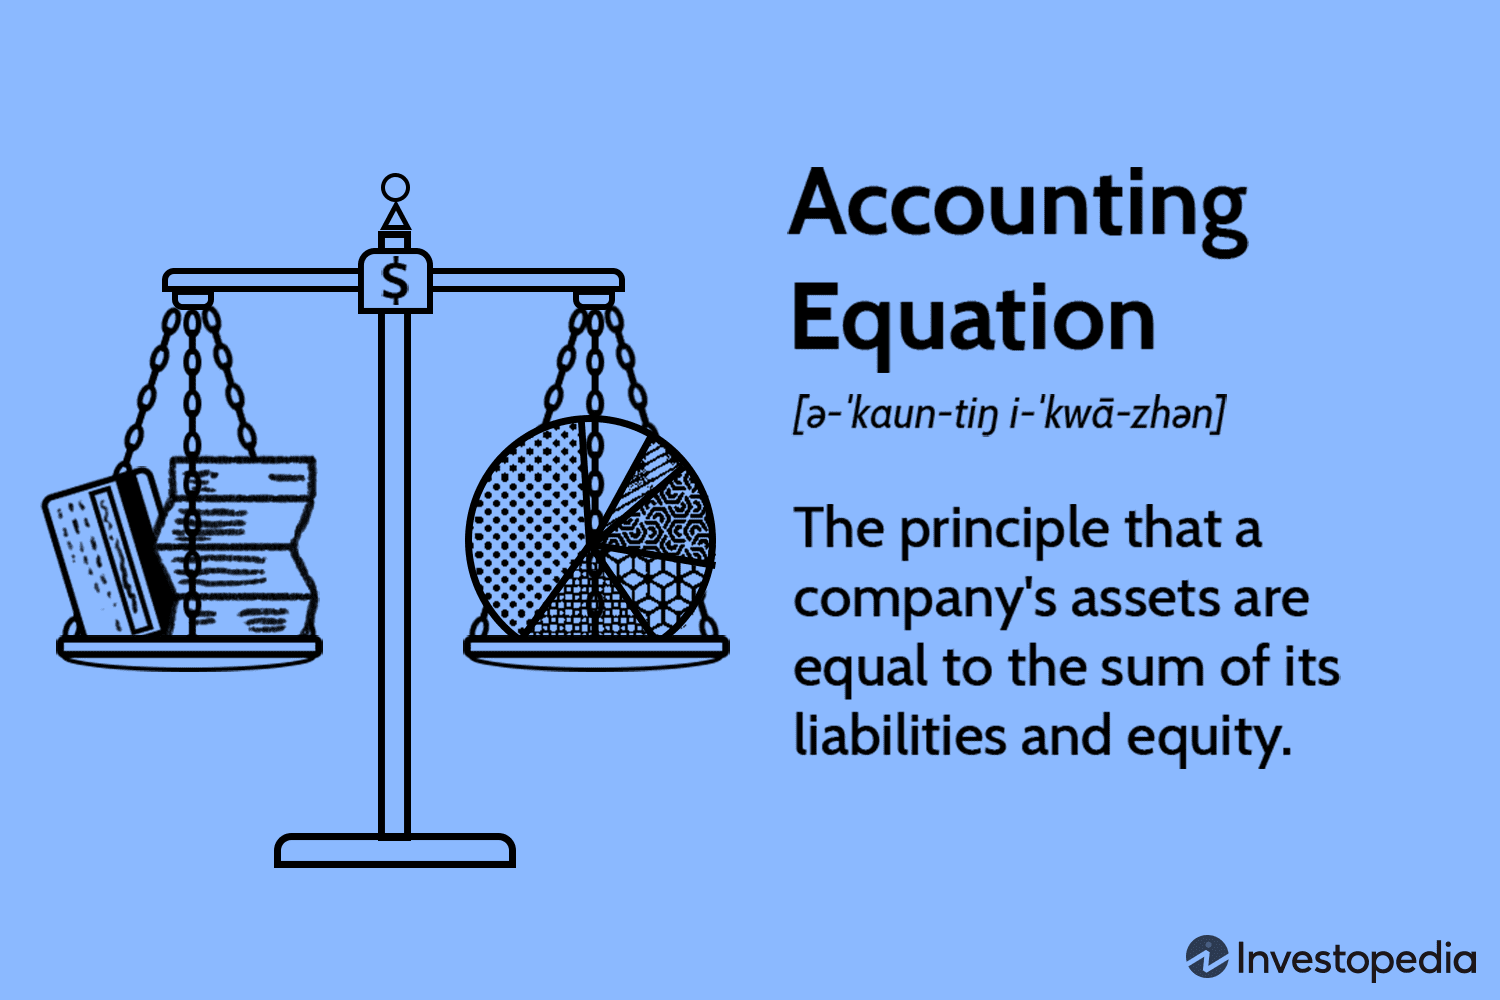 $
Accounting
Equation
[ə-ˈkaun-tiŋ i-ˈkwā-zhən]
The principle that a
company's assets are
equal to the sum of its
liabilities and equity.
Investopedia